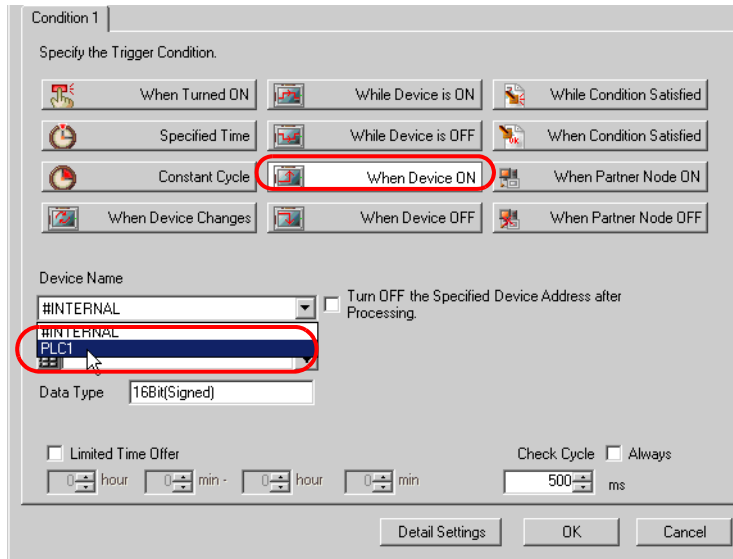 Condition 1
Specify the Trigger Condition.
When Turned ON While Device is ON While Condition Satisfied
Specified Time While Device is OFF When Condition Satisfied
Constant Cycle When Device ON When Partner Node ON
When Device Changes When Device OFF When Partner Node OFF
Device Name
#INTERNAL Turn OFF the Specified Device Address after
Processing.
#INTERNAL
PLC1
Data Type 16Bit(Signed)
Limited Time Offer Check Cycle Always
0 hour 0 min - 0 hour 0 min 500 ms
Detail Settings OK Cancel